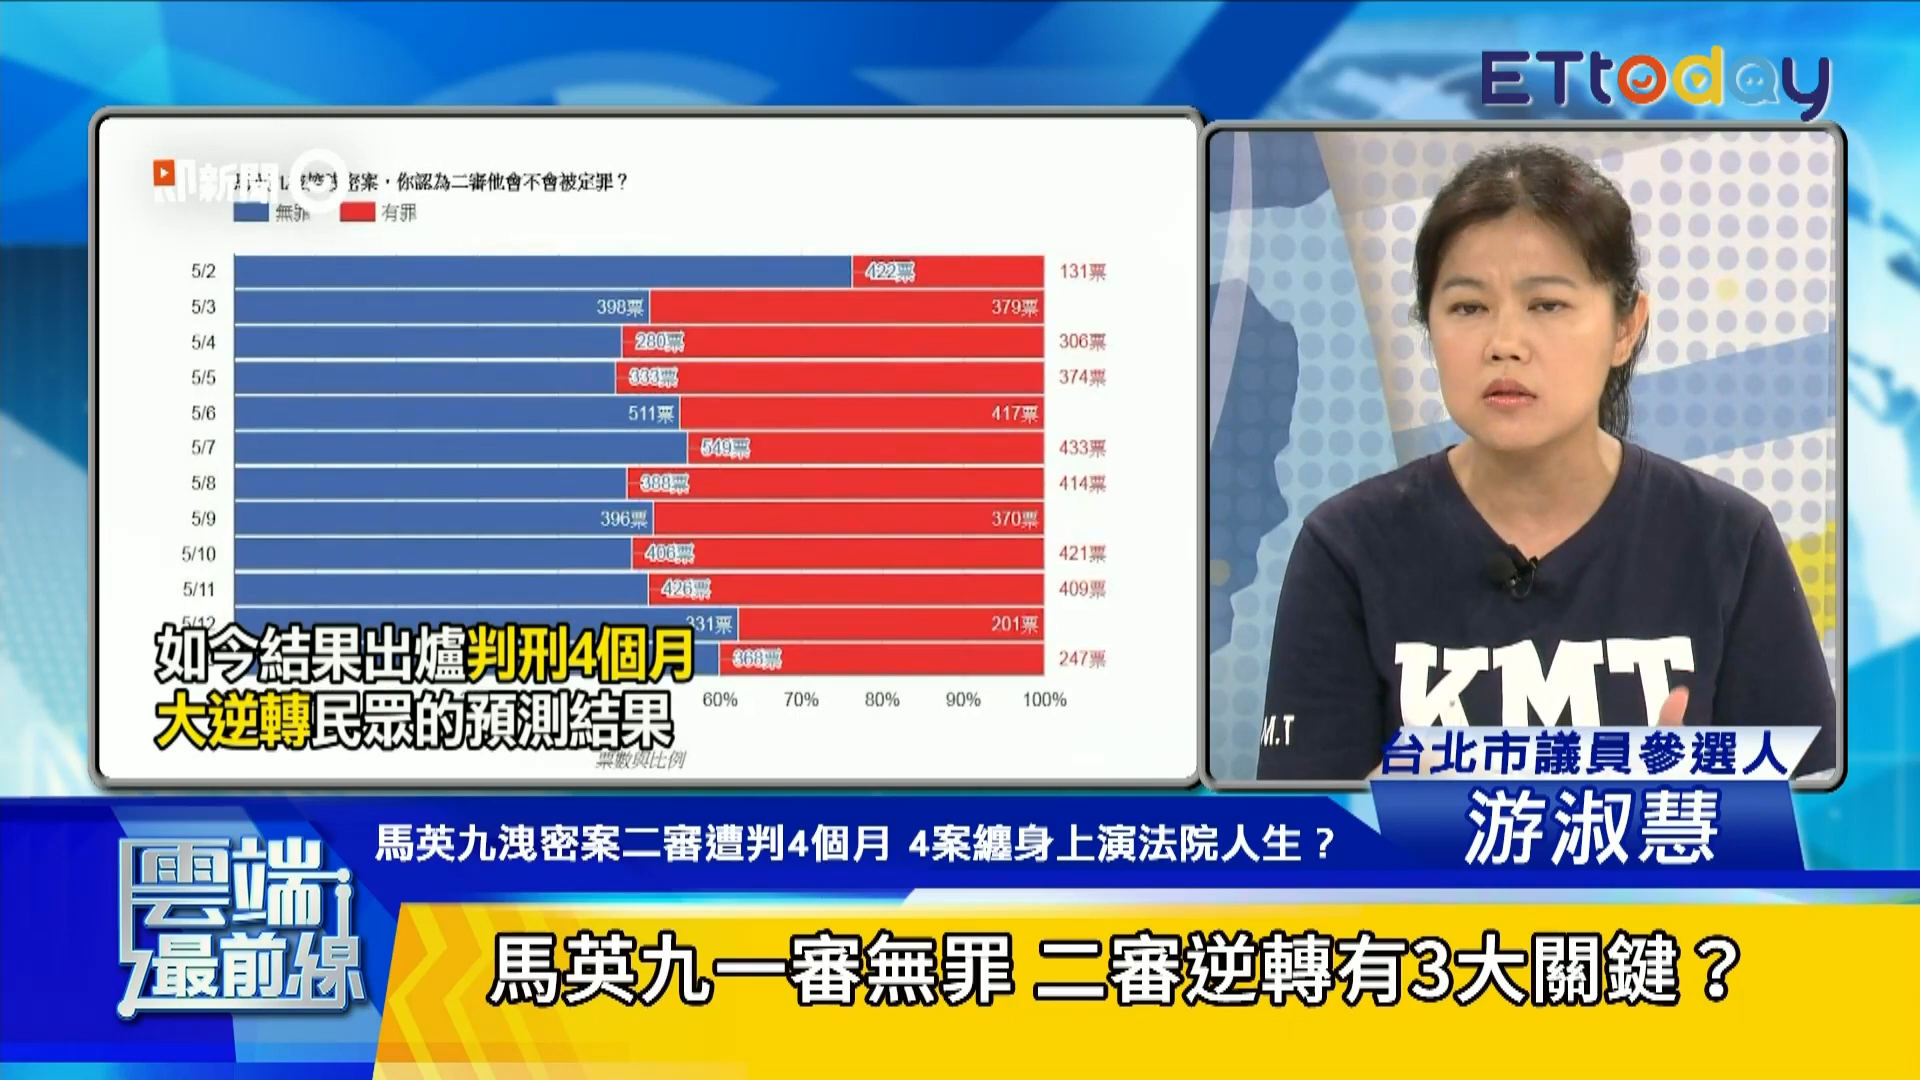 ETtoday
即新聞
密案，你認為二審他會不會被定罪？
無罪 有罪
5/2 422票 131票
5/3 398票 379票
5/4 280票 306票
5/5 333票 374票
5/6 511票 417票
5/7 549票 433票
5/8 388票 414票
5/9 396票 370票
5/10 406票 421票
5/11 426票 409票
5/12 331票 201票
368票 247票
60% 70% 80% 90% 100%
票數與比例
如今結果出爐判刑4個月
大逆轉民眾的預測結果
KMT
M.T
台北市議員參選人
游淑慧
馬英九洩密案二審遭判4個月 4案纏身上演法院人生？
雲端
最前線
馬英九一審無罪 二審逆轉有3大關鍵？